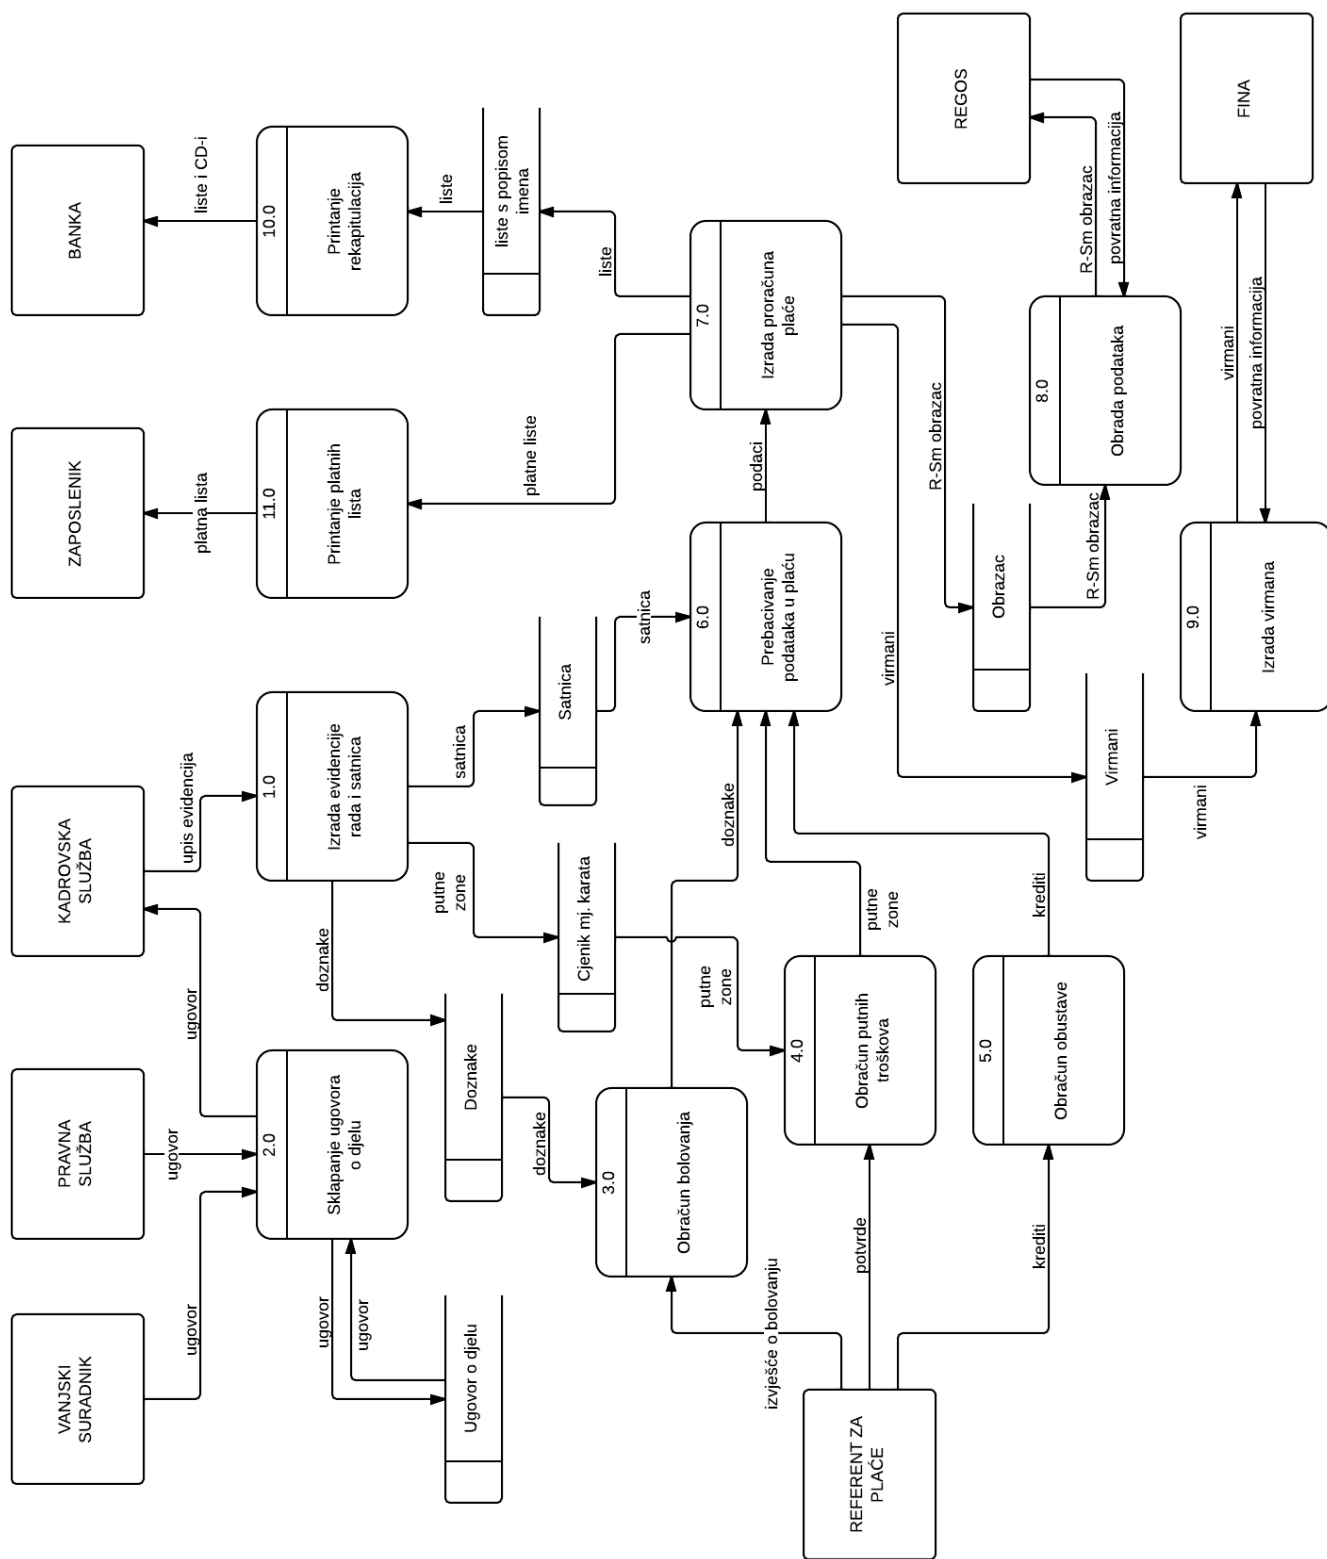 VANJSKI
SURADNIK
PRAVNA
SLUŽBA
KADROVSKA
SLUŽBA
ZAPOSLENIK
BANKA
ugovor
ugovor
ugovor
upis evidencija
platna lista
liste i CD-i
2.0
Sklapanje ugovora
o djelu
1.0
Izrada evidencije
rada i satnica
11.0
Printanje platnih
lista
10.0
Printanje
rekapitulacija
ugovor
ugovor
doznake
putne
zone
satnica
liste
Ugovor o djelu
Doznake
Cjenik mj. karata
Satnica
liste s popisom
imena
doznake
satnica
platne liste
liste
3.0
Obračun bolovanja
putne
zone
doznake
6.0
Prebacivanje
podataka u plaću
podaci
7.0
Izrada proračuna
plaće
izvješće o bolovanju
REFERENT ZA
PLAĆE
potvrde
4.0
Obračun putnih
troškova
putne
zone
virmani
R-Sm obrazac
REGOS
krediti
5.0
Obračun obustave
krediti
Obrazac
R-Sm obrazac
8.0
Obrada podataka
R-Sm obrazac
povratna informacija
Virmani
virmani
9.0
Izrada virmana
virmani
povratna informacija
FINA